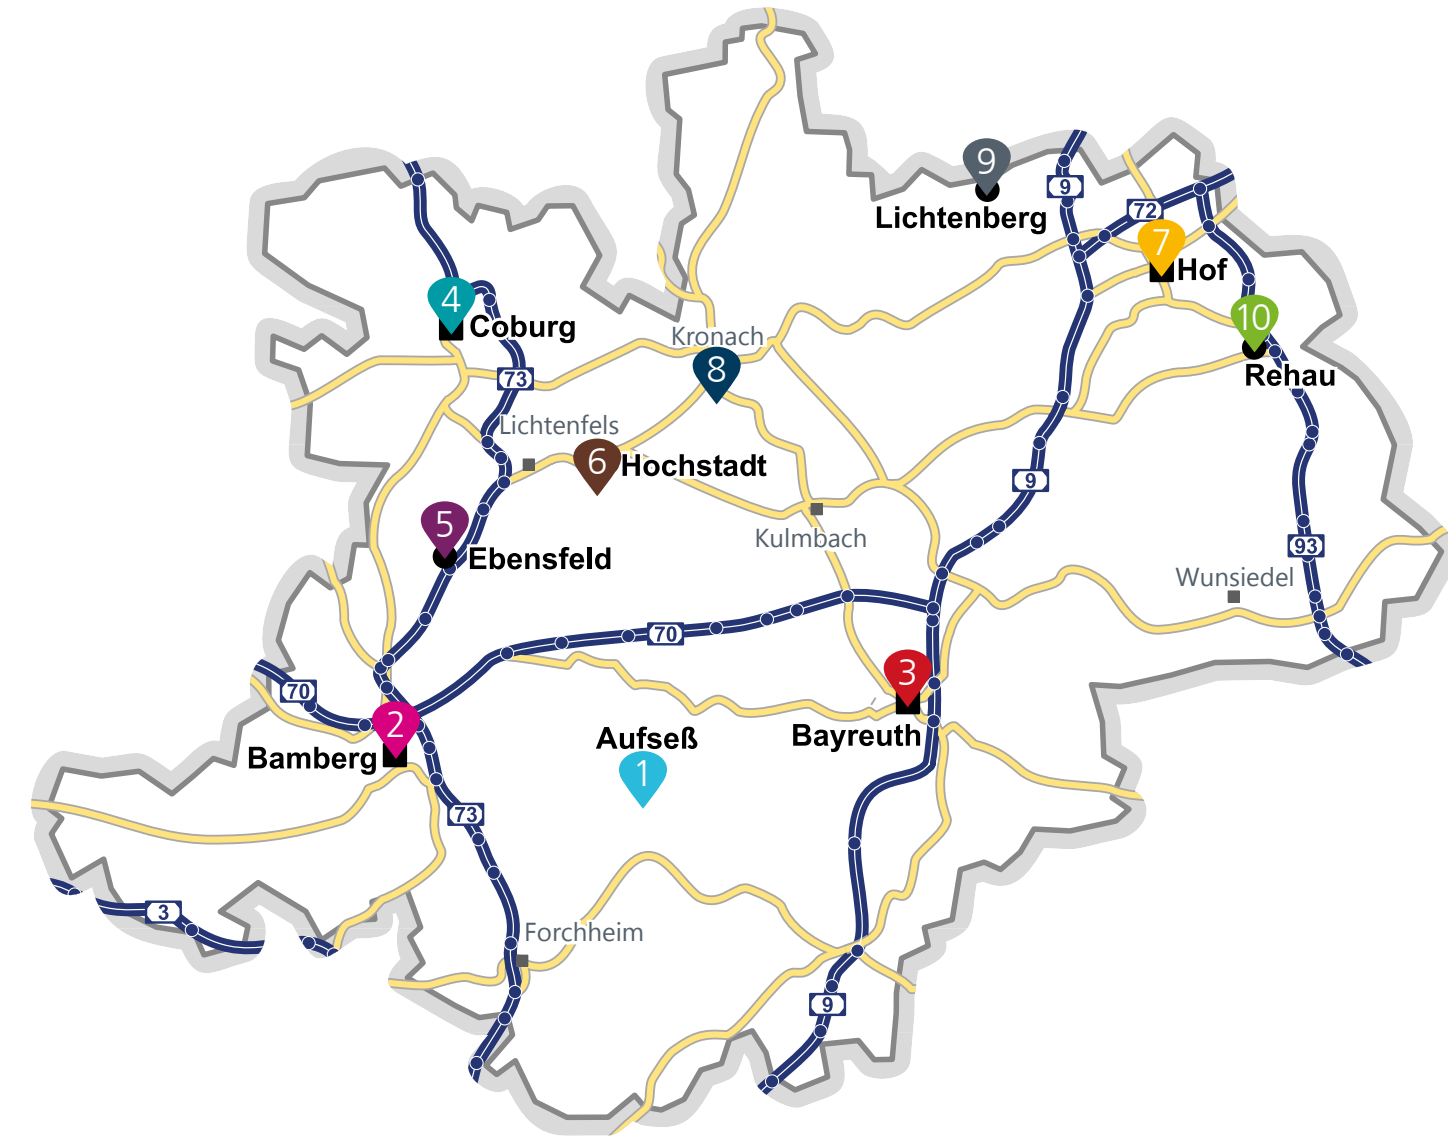 9
9
Lichtenberg
72
7
Hof
4
Coburg
10
Kronach
8
Rehau
73
Lichtenfels
6
Hochstadt
9
5
Ebensfeld
Kulmbach
93
Wunsiedel
70
3
70
2
Bamberg
Aufseß
1
Bayreuth
73
3
Forchheim
9